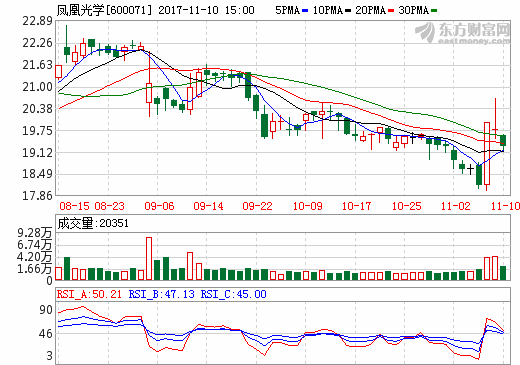 凤凰光学[600071] 2017-11-10 15:00 5PMA 10PMA 20PMA 30PMA
东方财富网
eastmoney.com
22.89
22.26
21.63
21.00
20.38
19.75
19.12
18.49
17.86
08-15 08-23 09-06 09-14 09-22 10-09 10-17 10-25 11-02 11-10
成交量:20351
9.28万
6.74万
4.20万
1.66万
0
RSI_A:50.21 RSI_B:47.13 RSI_C:45.00
90
46
3